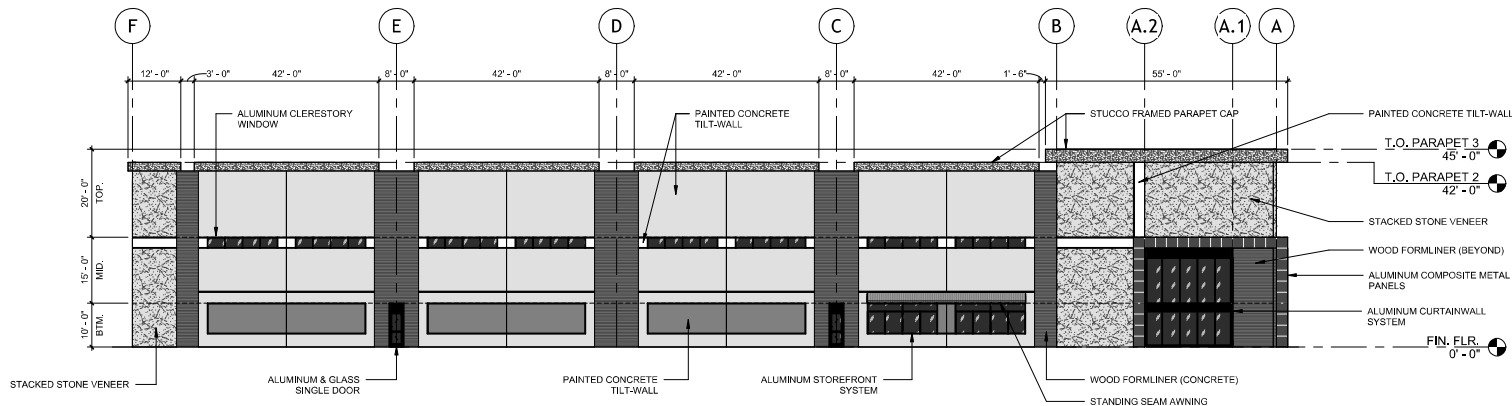 F
E
D
C
B
A.2
A.1
A
12' - 0"
3' - 0"
42' - 0"
8' - 0"
42' - 0"
8' - 0"
42' - 0"
8' - 0"
42' - 0"
1' - 6"
55' - 0"
ALUMINUM CLERESTORY
WINDOW
PAINTED CONCRETE
TILT-WALL
STUCCO FRAMED PARAPET CAP
PAINTED CONCRETE TILT-WALL
T.O. PARAPET 3
45' - 0"
T.O. PARAPET 2
42' - 0"
20' - 0"
TOP.
15' - 0"
MID.
10' - 0"
BTM.
STACKED STONE VENEER
WOOD FORMLINER (BEYOND)
ALUMINUM COMPOSITE METAL
PANELS
ALUMINUM CURTAINWALL
SYSTEM
FIN. FLR.
0' - 0"
STACKED STONE VENEER
ALUMINUM & GLASS
SINGLE DOOR
PAINTED CONCRETE
TILT-WALL
ALUMINUM STOREFRONT
SYSTEM
WOOD FORMLINER (CONCRETE)
STANDING SEAM AWNING